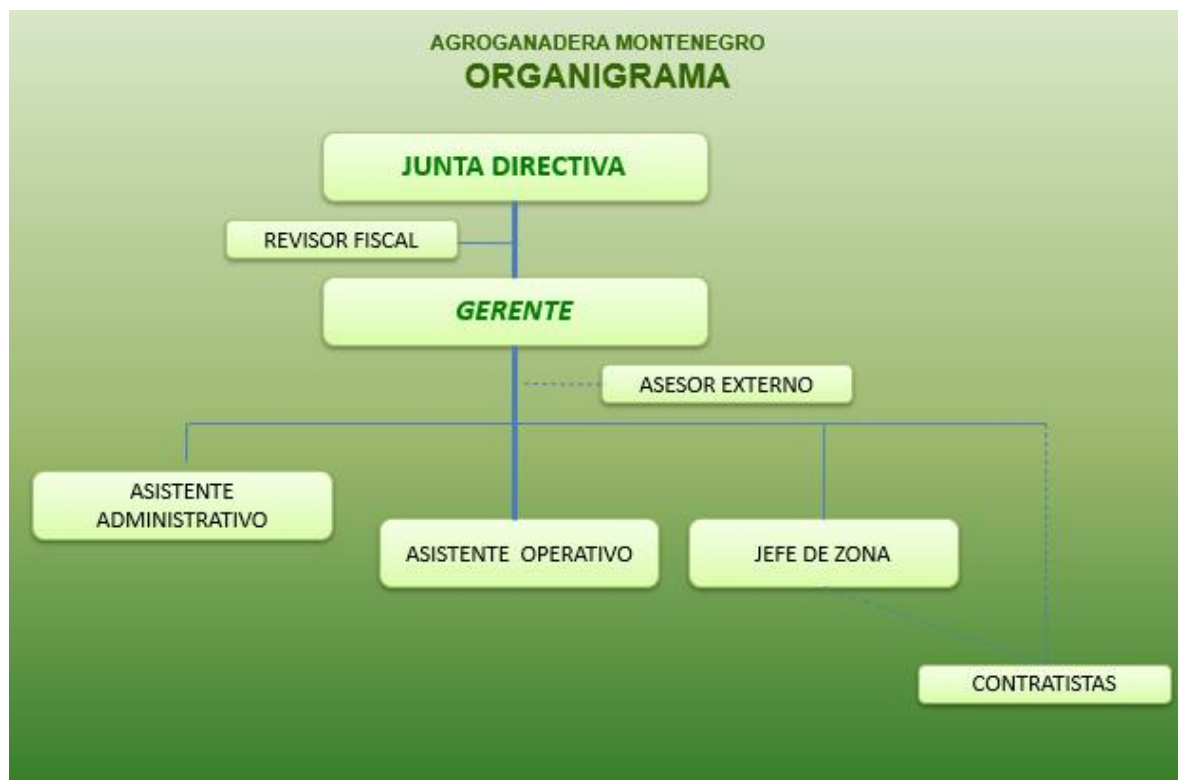 AGROGANADERA MONTENEGRO
ORGANIGRAMA
JUNTA DIRECTIVA
REVISOR FISCAL
GERENTE
ASESOR EXTERNO
ASISTENTE
ADMINISTRATIVO
ASISTENTE OPERATIVO
JEFE DE ZONA
CONTRATISTAS